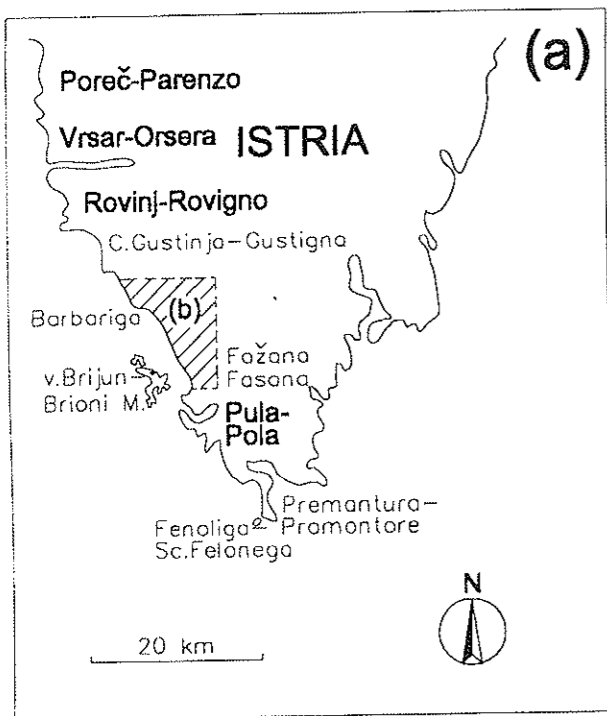 (a)
Poreč-Parenzo
Vrsar-Orsera ISTRIA
Rovinj-Rovigno
C.Gustinja-Gustigna
Barbariga
(b)
Fažana
Fasana
v.Brijun-
Brioni M.
Pula-
Pola
Premantura-
Promontore
Fenoliga-
Sc.Felonega
N
20 km